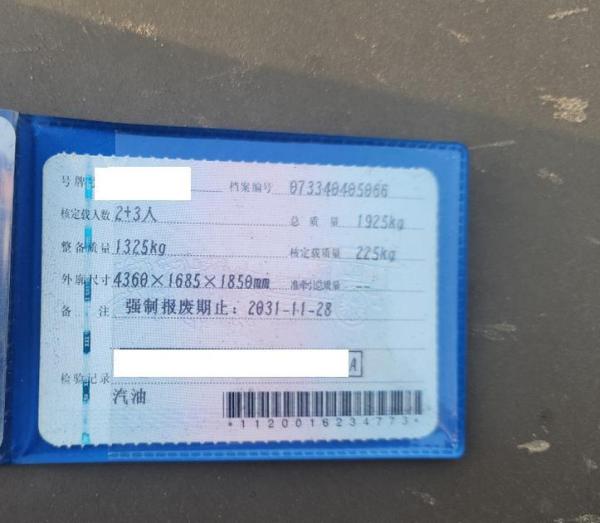 号牌 档案编号 073340405066
核定载人数 2+3人 总质量 1925kg
整备质量 1325kg 核定载质量 225kg
外廓尺寸 4360×1685×1850mm 准牵引总质量 --
备注 强制报废期止：2031-11-28
A
检验记录
汽油
*1120016234773*